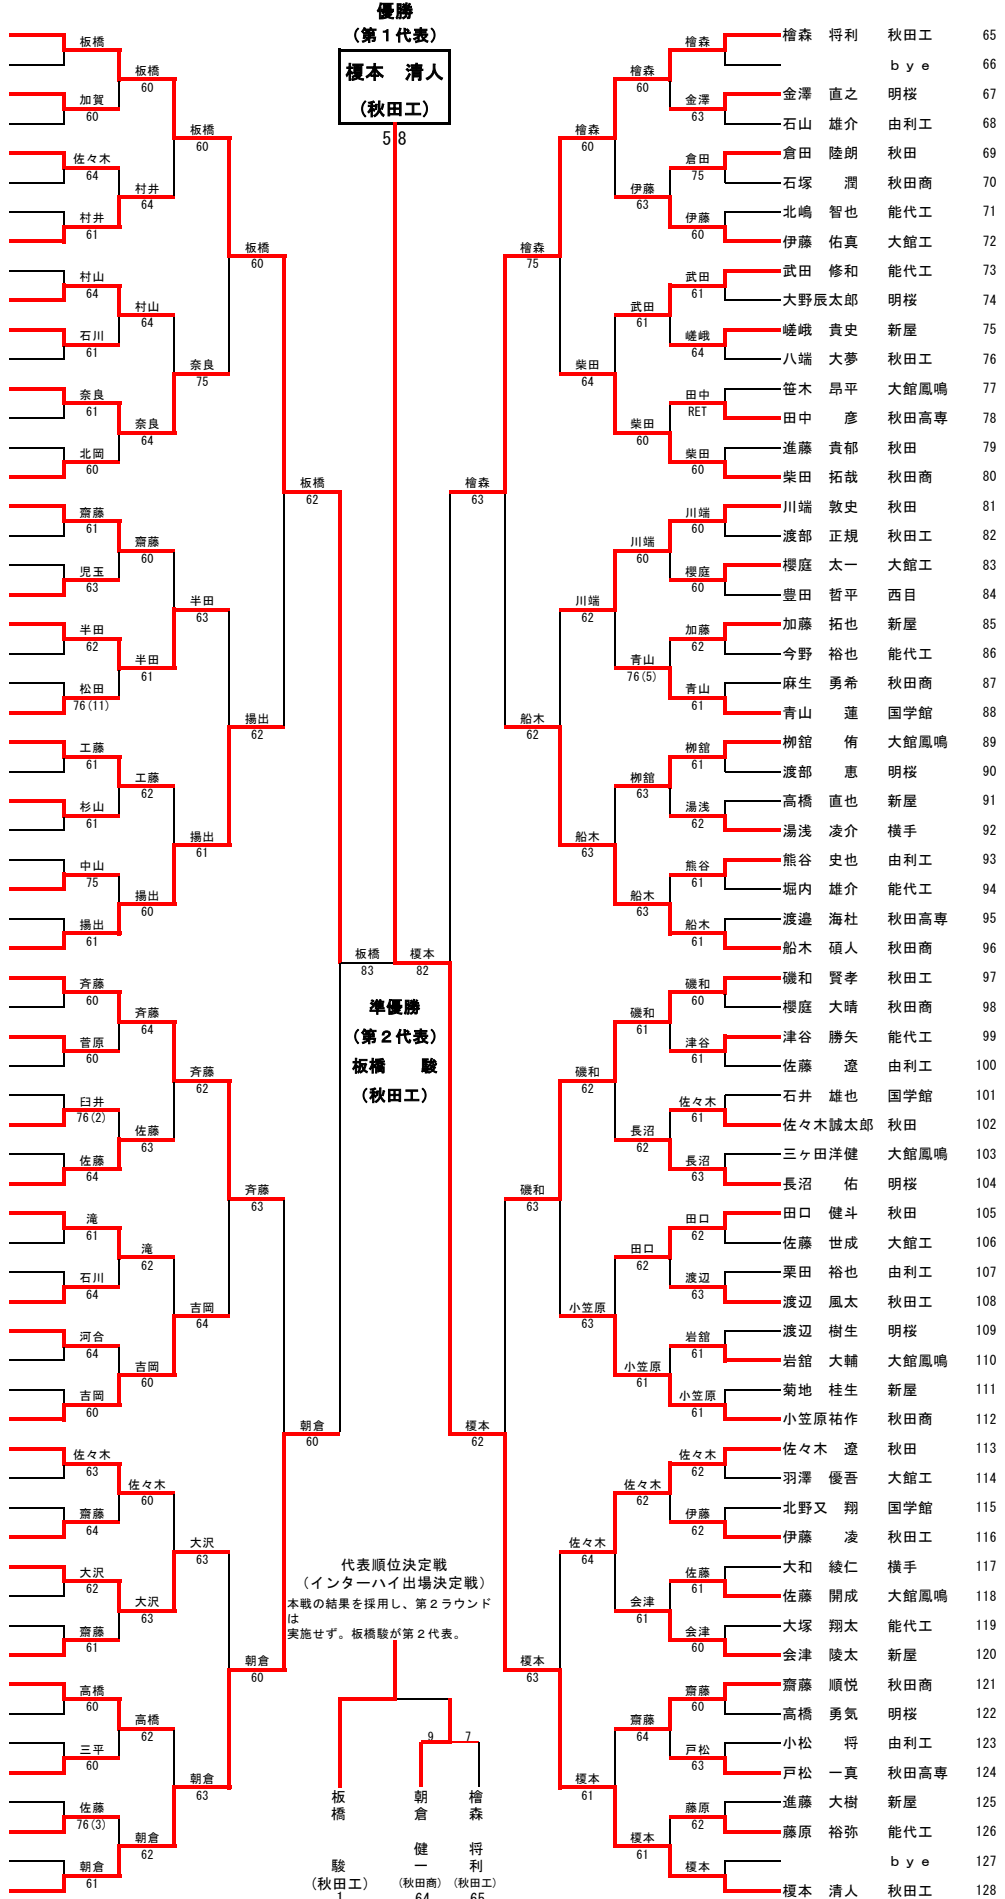 優勝
(第１代表)
榎本　清人
(秋田工)
5 8
板橋
板橋
60
加賀
60
板橋
60
佐々木
64
村井
64
村井
61
板橋
60
村山
64
村山
64
石川
61
奈良
75
奈良
61
奈良
64
北岡
60
板橋
62
齋藤
61
齋藤
60
児玉
63
半田
63
半田
62
半田
61
松田
76(11)
揚出
62
工藤
61
工藤
62
杉山
61
揚出
61
中山
75
揚出
60
揚出
61
板橋
83
榎本
82
準優勝
(第２代表)
板橋　　駿
(秋田工)
斉藤
60
斉藤
64
菅原
60
斉藤
62
臼井
76(2)
佐藤
63
佐藤
64
斉藤
63
滝
61
滝
62
石川
64
吉岡
64
河合
64
吉岡
60
吉岡
60
朝倉
60
佐々木
63
佐々木
60
齋藤
64
大沢
63
大沢
62
大沢
63
齋藤
61
朝倉
60
高橋
60
高橋
62
三平
60
朝倉
63
佐藤
76(3)
朝倉
62
朝倉
61
代表順位決定戦
（インターハイ出場決定戦）
本戦の結果を採用し、第２ラウンド
は
実施せず。板橋駿が第２代表。
9
7
板橋　駿
(秋田工)
1
朝倉　健一
(秋田商)
64
檜森　将利
(秋田工)
65
檜森
檜森
60
金澤
63
檜森
60
倉田
75
伊藤
63
伊藤
60
檜森
75
武田
61
武田
61
嵯峨
64
柴田
64
田中
RET
柴田
60
柴田
60
檜森
63
川端
60
川端
60
櫻庭
60
川端
62
加藤
62
青山
76(5)
青山
61
船木
62
栁舘
61
栁舘
63
湯浅
62
船木
63
熊谷
61
船木
63
船木
61
磯和
60
磯和
61
津谷
61
磯和
62
佐々木
61
長沼
62
長沼
63
磯和
63
田口
62
田口
62
渡辺
63
小笠原
63
岩舘
61
小笠原
61
小笠原
61
榎本
62
佐々木
62
佐々木
62
伊藤
62
佐々木
64
佐藤
61
会津
61
会津
60
榎本
63
齋藤
60
齋藤
64
戸松
63
榎本
61
藤原
62
榎本
61
榎本
檜森　将利　秋田工　65
ｂｙｅ　66
金澤　直之　明桜　67
石山　雄介　由利工　68
倉田　陸朗　秋田　69
石塚　　潤　秋田商　70
北嶋　智也　能代工　71
伊藤　佑真　大館工　72
武田　修和　能代工　73
大野辰太郎　明桜　74
嵯峨　貴史　新屋　75
八端　大夢　秋田工　76
笹木　昂平　大館鳳鳴　77
田中　　彦　秋田高専　78
進藤　貴郁　秋田　79
柴田　拓哉　秋田商　80
川端　敦史　秋田　81
渡部　正規　秋田工　82
櫻庭　太一　大館工　83
豊田　哲平　西目　84
加藤　拓也　新屋　85
今野　裕也　能代工　86
麻生　勇希　秋田商　87
青山　　蓮　国学館　88
栁舘　　侑　大館鳳鳴　89
渡部　　恵　明桜　90
高橋　直也　新屋　91
湯浅　凌介　横手　92
熊谷　史也　由利工　93
堀内　雄介　能代工　94
渡邉　海杜　秋田高専　95
船木　碩人　秋田商　96
磯和　賢孝　秋田工　97
櫻庭　大晴　秋田商　98
津谷　勝矢　能代工　99
佐藤　　遼　由利工　100
石井　雄也　国学館　101
佐々木誠太郎　秋田　102
三ヶ田洋健　大館鳳鳴　103
長沼　　佑　明桜　104
田口　健斗　秋田　105
佐藤　世成　大館工　106
栗田　裕也　由利工　107
渡辺　風太　秋田工　108
渡辺　樹生　明桜　109
岩舘　大輔　大館鳳鳴　110
菊地　桂生　新屋　111
小笠原祐作　秋田商　112
佐々木　遼　秋田　113
羽澤　優吾　大館工　114
北野又　翔　国学館　115
伊藤　　凌　秋田工　116
大和　綾仁　横手　117
佐藤　開成　大館鳳鳴　118
大塚　翔太　能代工　119
会津　陵太　新屋　120
齋藤　順悦　秋田商　121
高橋　勇気　明桜　122
小松　　将　由利工　123
戸松　一真　秋田高専　124
進藤　大樹　新屋　125
藤原　裕弥　能代工　126
ｂｙｅ　127
榎本　清人　秋田工　128